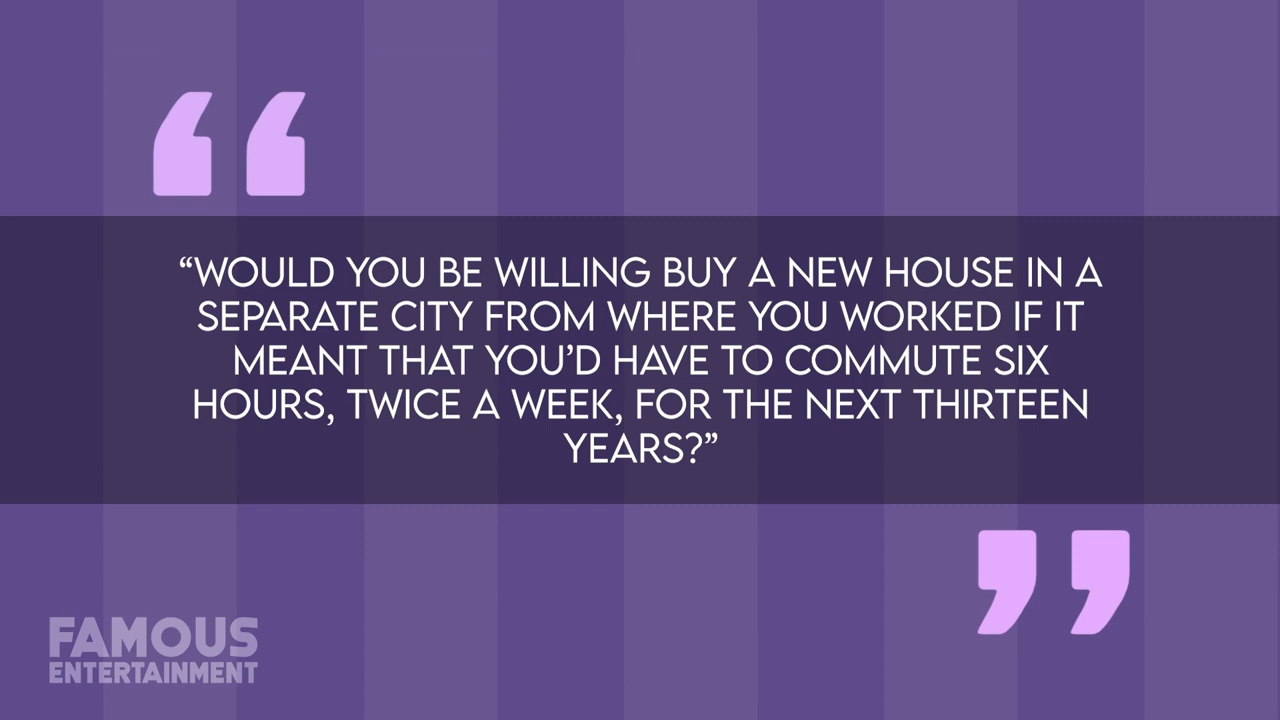 “WOULD YOU BE WILLING BUY A NEW HOUSE IN A
SEPARATE CITY FROM WHERE YOU WORKED IF IT
MEANT THAT YOU’D HAVE TO COMMUTE SIX
HOURS, TWICE A WEEK, FOR THE NEXT THIRTEEN
YEARS?”
FAMOUS
ENTERTAINMENT